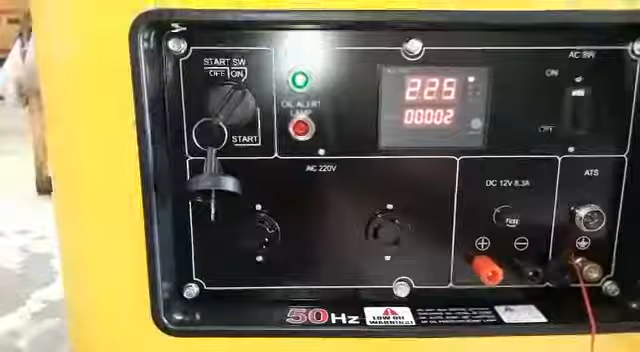 START SW
OFF ON
START
OIL ALERT
LAMP
225
00002
AC SW
ON
OFF
AC 220V
DC 12V 8.3A
FUSE
ATS
50Hz
LOW OIL
WARNING!